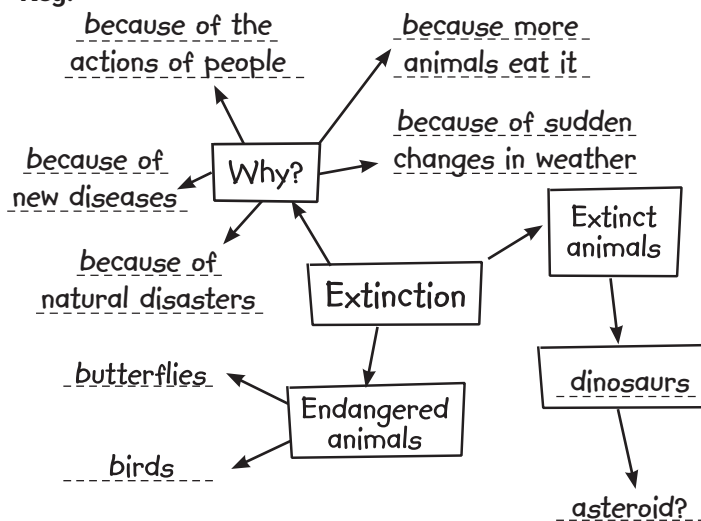 because of the
actions of people
because more
animals eat it
because of sudden
changes in weather
Why?
because of
new diseases
because of
natural disasters
Extinct
animals
Extinction
dinosaurs
butterflies
Endangered
animals
birds
asteroid?